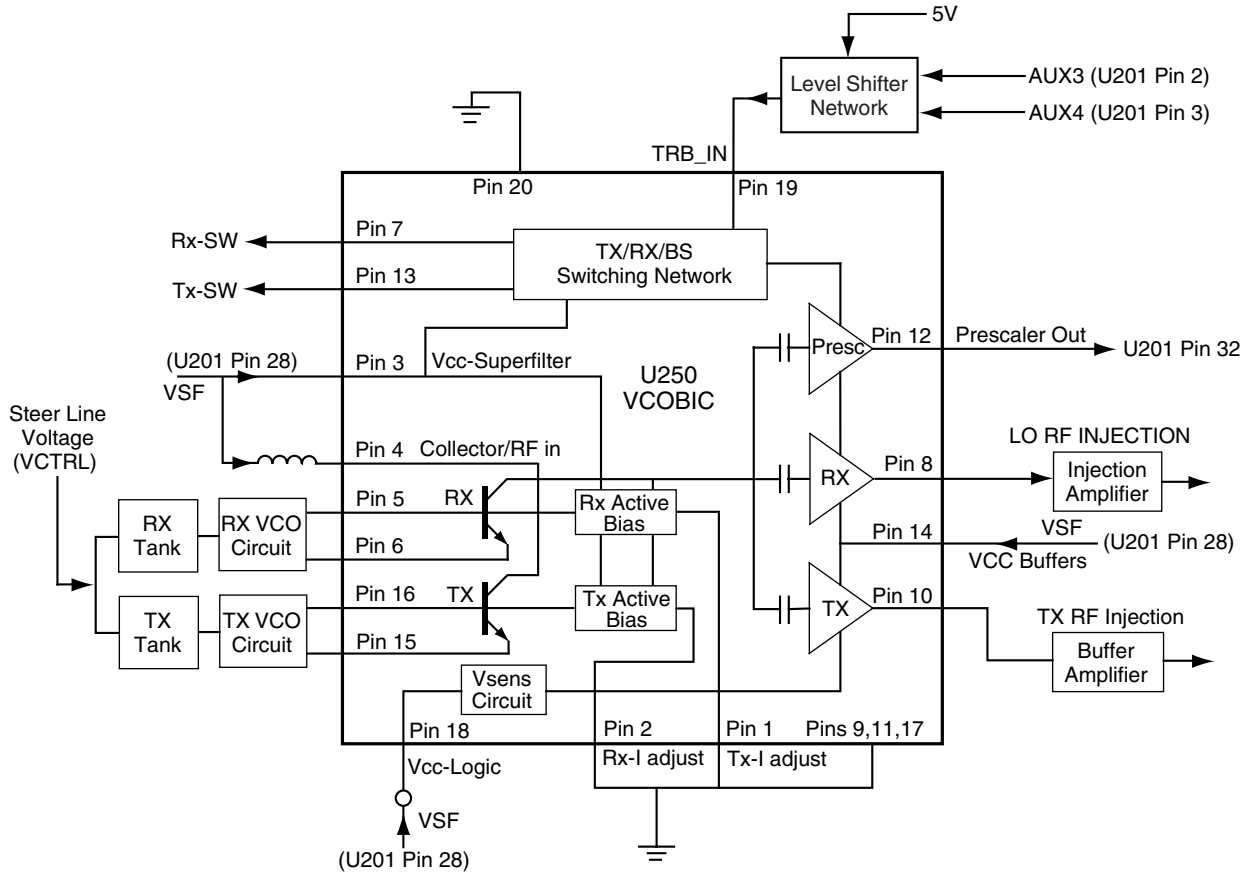 5V
Level Shifter
Network
AUX3 (U201 Pin 2)
AUX4 (U201 Pin 3)
TRB_IN
Pin 20
Pin 19
Rx-SW
Pin 7
TX/RX/BS
Switching Network
Tx-SW
Pin 13
(U201 Pin 28)
VSF
Pin 3
Vcc-Superfilter
U250
VCOBIC
Presc
Pin 12
Prescaler Out
U201 Pin 32
Steer Line
Voltage
(VCTRL)
Pin 4
Collector/RF in
LO RF INJECTION
RX
Pin 8
Injection
Amplifier
RX
Tank
RX VCO
Circuit
Pin 5
Pin 6
RX
Rx Active
Bias
Pin 14
VSF
VCC Buffers
(U201 Pin 28)
TX
Tank
TX VCO
Circuit
Pin 16
Pin 15
TX
Tx Active
Bias
TX
Pin 10
TX RF Injection
Buffer
Amplifier
Vsens
Circuit
Pin 18
Pin 2
Pin 1
Pins 9,11,17
Vcc-Logic
Rx-I adjust
Tx-I adjust
VSF
(U201 Pin 28)